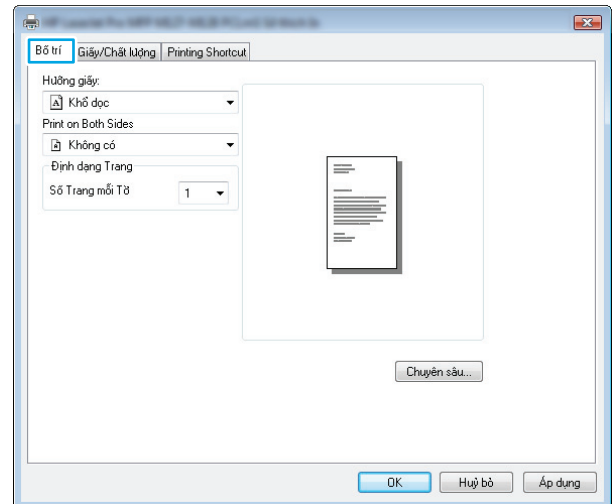 Bố trí
Giấy/Chất lượng
Printing Shortcut
Hướng giấy:
Khổ dọc
Print on Both Sides
Không có
Định dạng Trang
Số Trang mỗi Tờ
1
Chuyên sâu...
OK
Huỷ bỏ
Áp dụng